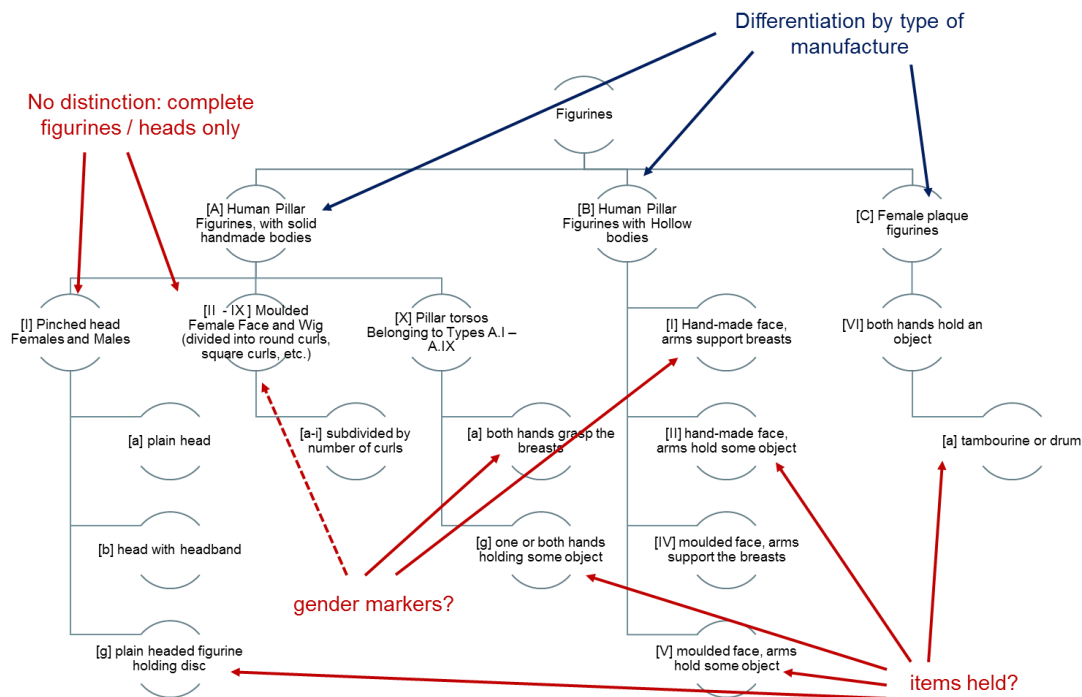 Differentiation by type of
manufacture
No distinction: complete
figurines / heads only
Figurines
[A] Human Pillar
Figurines, with solid
handmade bodies
[B] Human Pillar
Figurines with Hollow
bodies
[C] Female plaque
figurines
[I] Pinched head
Females and Males
[II - IX] Moulded
Female Face and Wig
(divided into round curls,
square curls, etc.)
[X] Pillar torsos
Belonging to Types A.I –
A.IX
[I] Hand-made face,
arms support breasts
[VI] both hands hold an
object
[a] plain head
[a-i] subdivided by
number of curls
[a] both hands grasp the
breasts
[II] hand-made face,
arms hold some object
[a] tambourine or drum
[b] head with headband
[g] one or both hands
holding some object
[IV] moulded face, arms
support the breasts
gender markers?
[g] plain headed figurine
holding disc
[V] moulded face, arms
hold some object
items held?